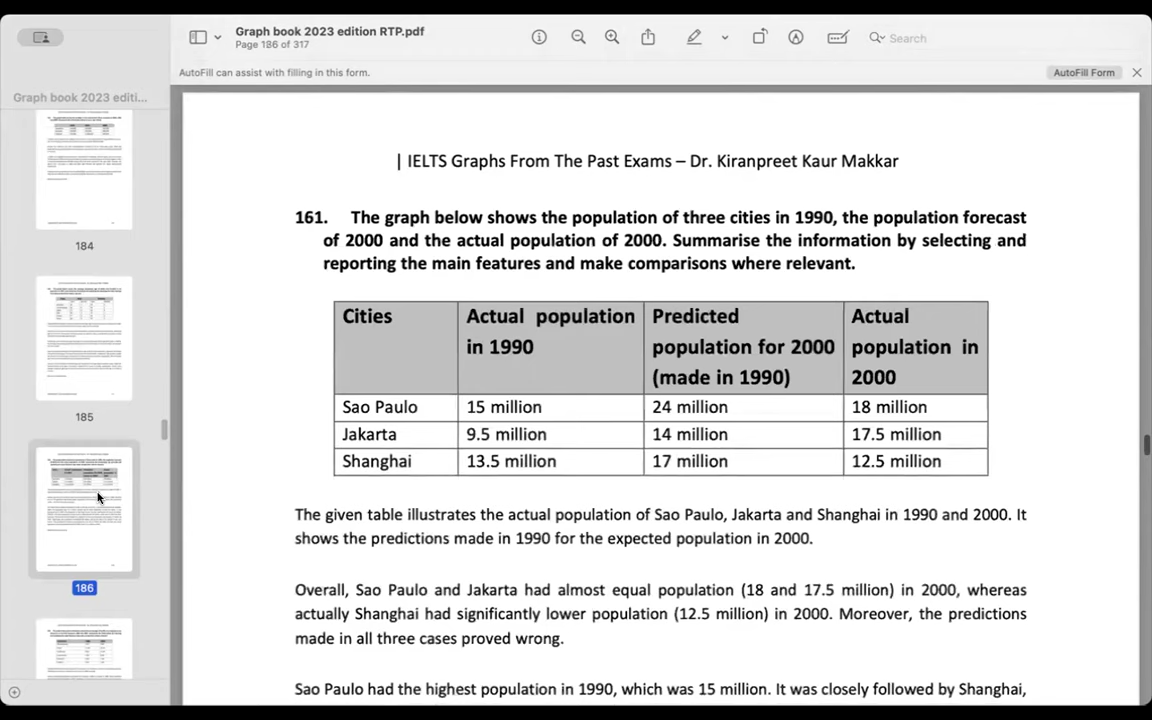 Graph book 2023 edition RTP.pdf
Page 186 of 317
Search
AutoFill can assist with filling in this form.
AutoFill Form
Graph book 2023 editi...
184
185
186
| IELTS Graphs From The Past Exams – Dr. Kiranpreet Kaur Makkar
161. The graph below shows the population of three cities in 1990, the population forecast
of 2000 and the actual population of 2000. Summarise the information by selecting and
reporting the main features and make comparisons where relevant.
Cities Actual population in 1990 Predicted population for 2000 (made in 1990) Actual population in 2000
Sao Paulo 15 million 24 million 18 million
Jakarta 9.5 million 14 million 17.5 million
Shanghai 13.5 million 17 million 12.5 million
The given table illustrates the actual population of Sao Paulo, Jakarta and Shanghai in 1990 and 2000. It
shows the predictions made in 1990 for the expected population in 2000.
Overall, Sao Paulo and Jakarta had almost equal population (18 and 17.5 million) in 2000, whereas
actually Shanghai had significantly lower population (12.5 million) in 2000. Moreover, the predictions
made in all three cases proved wrong.
Sao Paulo had the highest population in 1990, which was 15 million. It was closely followed by Shanghai,